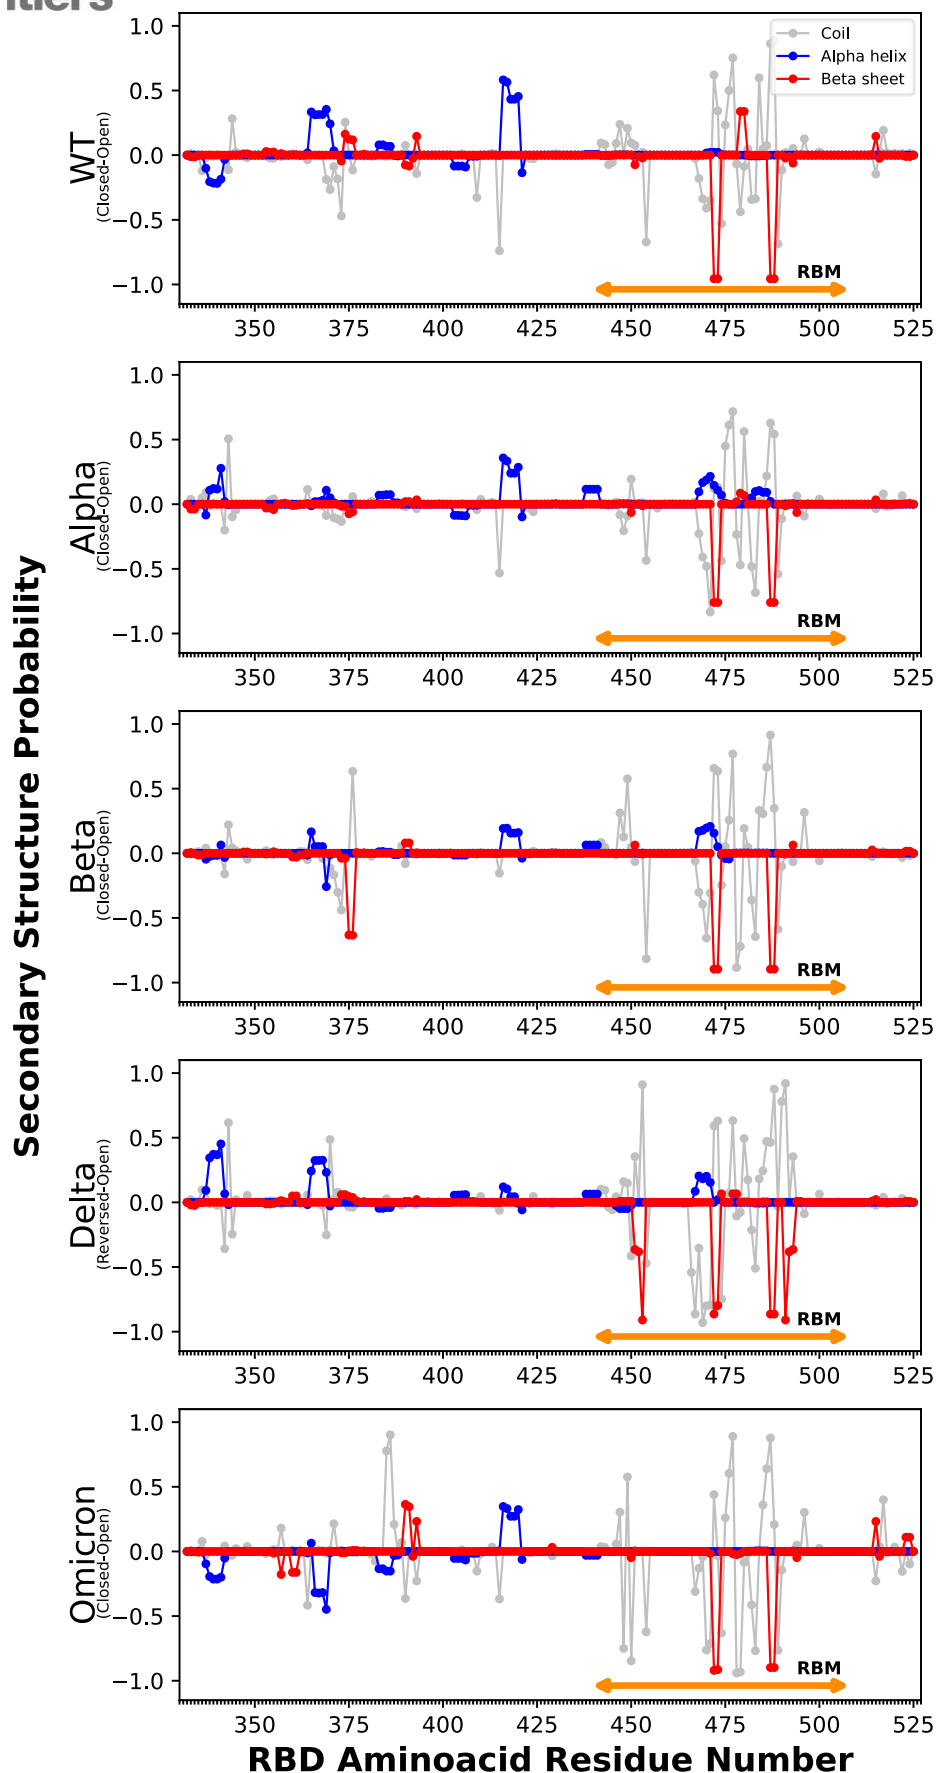 1.0
0.5
0.0
−0.5
−1.0
WT
(Closed-Open)
Coil
Alpha helix
Beta sheet
RBM
350 375 400 425 450 475 500 525
1.0
0.5
0.0
−0.5
−1.0
Alpha
(Closed-Open)
RBM
350 375 400 425 450 475 500 525
1.0
0.5
0.0
−0.5
−1.0
Beta
(Closed-Open)
RBM
350 375 400 425 450 475 500 525
1.0
0.5
0.0
−0.5
−1.0
Delta
(Reversed-Open)
RBM
350 375 400 425 450 475 500 525
1.0
0.5
0.0
−0.5
−1.0
Omicron
(Closed-Open)
RBM
350 375 400 425 450 475 500 525
Secondary Structure Probability
RBD Aminoacid Residue Number